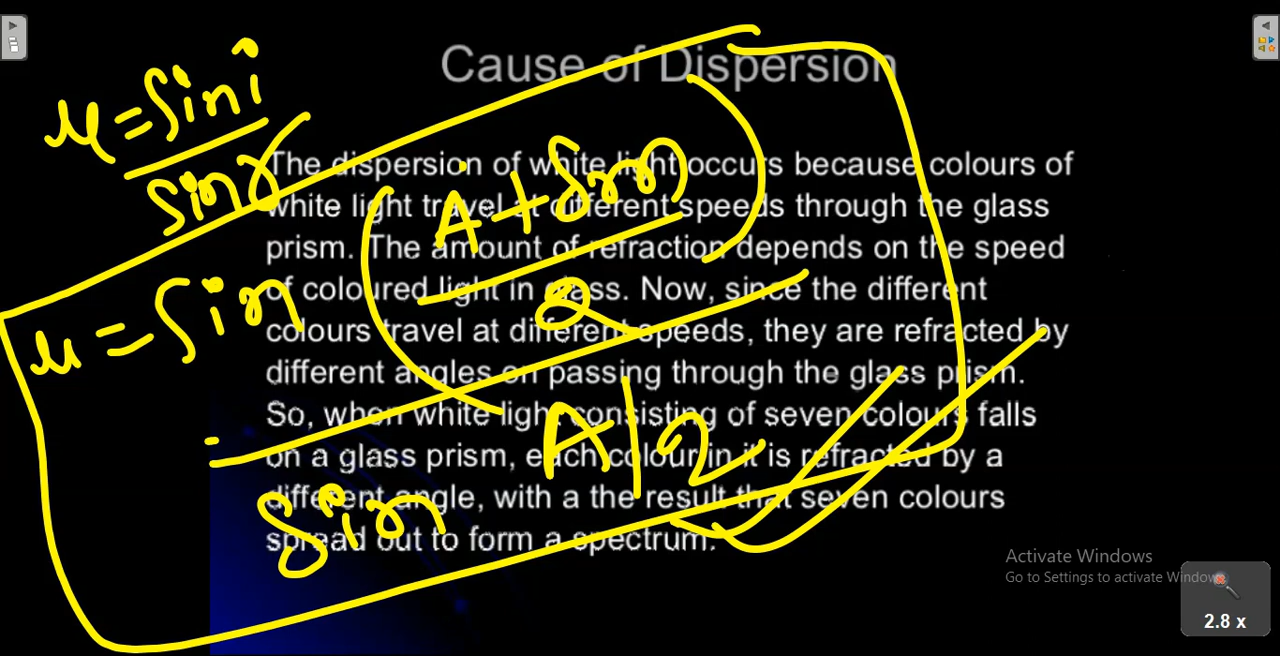 Cause of Dispersion
μ = sin i
sin r
The dispersion of white light occurs because colours of
white light travel at different speeds through the glass
prism. The amount of refraction depends on the speed
of coloured light in glass. Now, since the different
colours travel at different speeds, they are refracted by
different angles on passing through the glass prism.
So, when white light consisting of seven colours falls
on a glass prism, each colour in it is refracted by a
different angle, with a the result that seven colours
spread out to form a spectrum.
μ = sin
A +
2
sin A/2
Activate Windows
Go to Settings to activate Windows
2.8 x